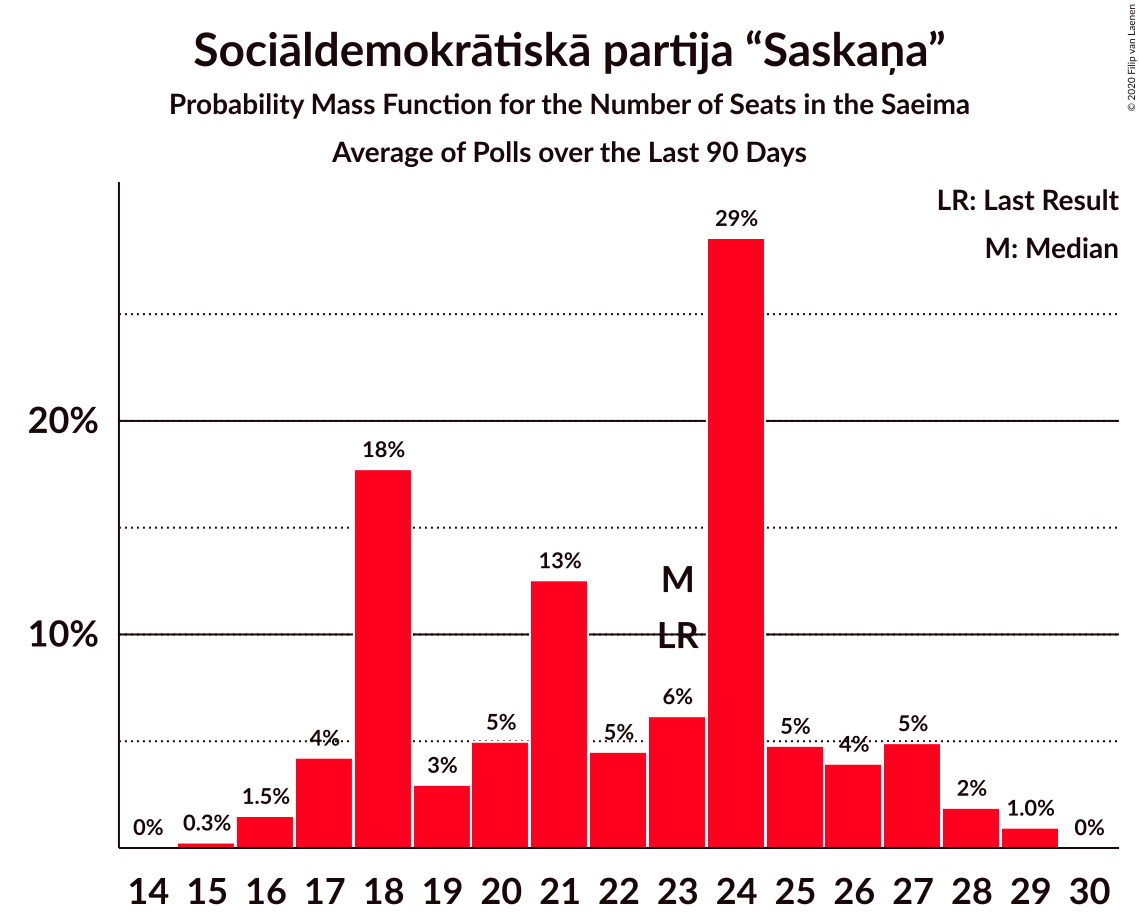 Sociāldemokrātiskā partija “Saskaņa”
Probability Mass Function for the Number of Seats in the Saeima
Average of Polls over the Last 90 Days
© 2020 Filip van Laenen
LR: Last Result
M: Median
29%
20%
18%
13%
M
10%
LR
6%
5%
5%
5%
5%
4%
4%
3%
2%
1.5%
1.0%
0.3%
0%
0%
14 15 16 17 18 19 20 21 22 23 24 25 26 27 28 29 30